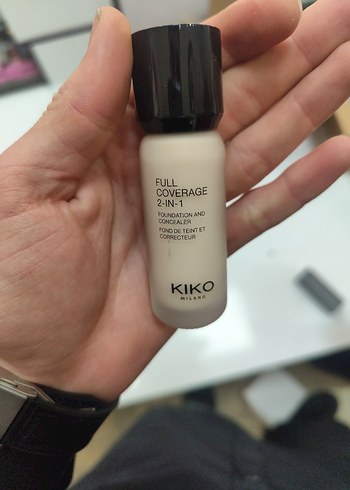 FULL
COVERAGE
2-IN-1
FOUNDATION AND
CONCEALER
FOND DE TEINT ET
CORRECTEUR
KIKO
MILANO